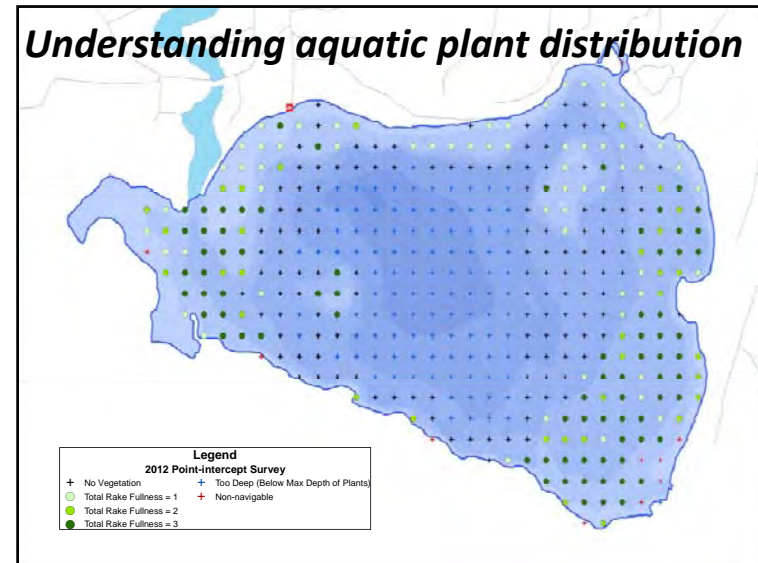 Understanding aquatic plant distribution
Legend
2012 Point-intercept Survey
No Vegetation
Total Rake Fullness = 1
Total Rake Fullness = 2
Total Rake Fullness = 3
Too Deep (Below Max Depth of Plants)
Non-navigable